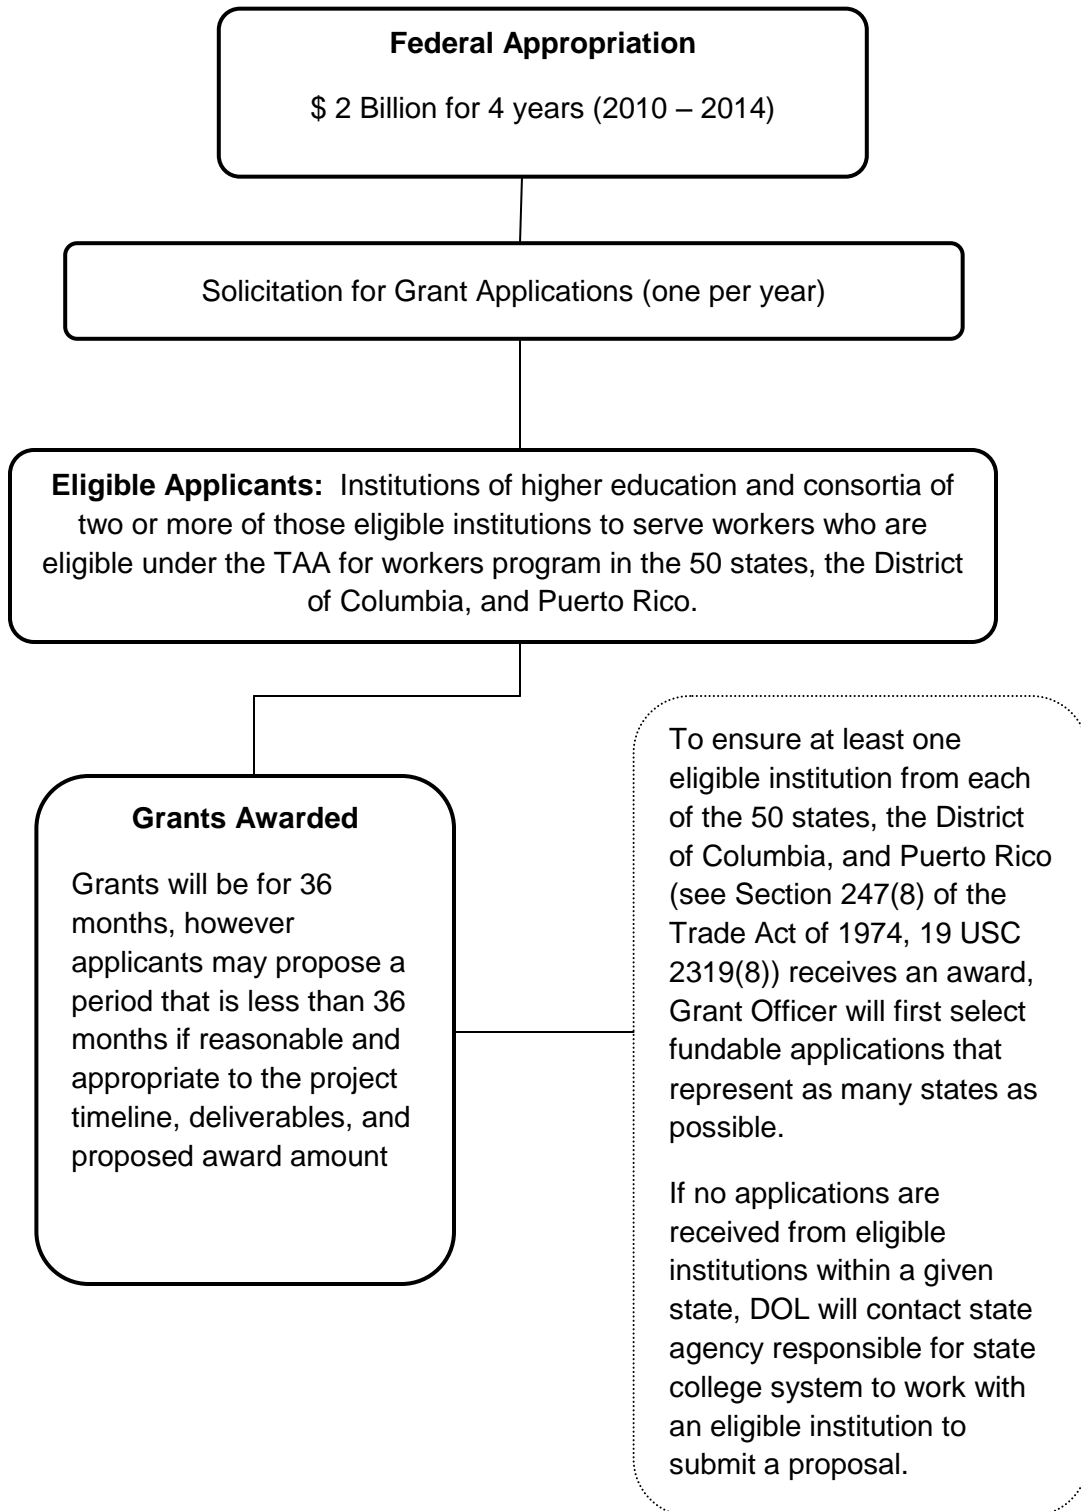 Federal Appropriation
$ 2 Billion for 4 years (2010 – 2014)
Solicitation for Grant Applications (one per year)
Eligible Applicants:  Institutions of higher education and consortia of
two or more of those eligible institutions to serve workers who are
eligible under the TAA for workers program in the 50 states, the District
of Columbia, and Puerto Rico.
Grants Awarded
Grants will be for 36
months, however
applicants may propose a
period that is less than 36
months if reasonable and
appropriate to the project
timeline, deliverables, and
proposed award amount
To ensure at least one
eligible institution from each
of the 50 states, the District
of Columbia, and Puerto Rico
(see Section 247(8) of the
Trade Act of 1974, 19 USC
2319(8)) receives an award,
Grant Officer will first select
fundable applications that
represent as many states as
possible.
If no applications are
received from eligible
institutions within a given
state, DOL will contact state
agency responsible for state
college system to work with
an eligible institution to
submit a proposal.